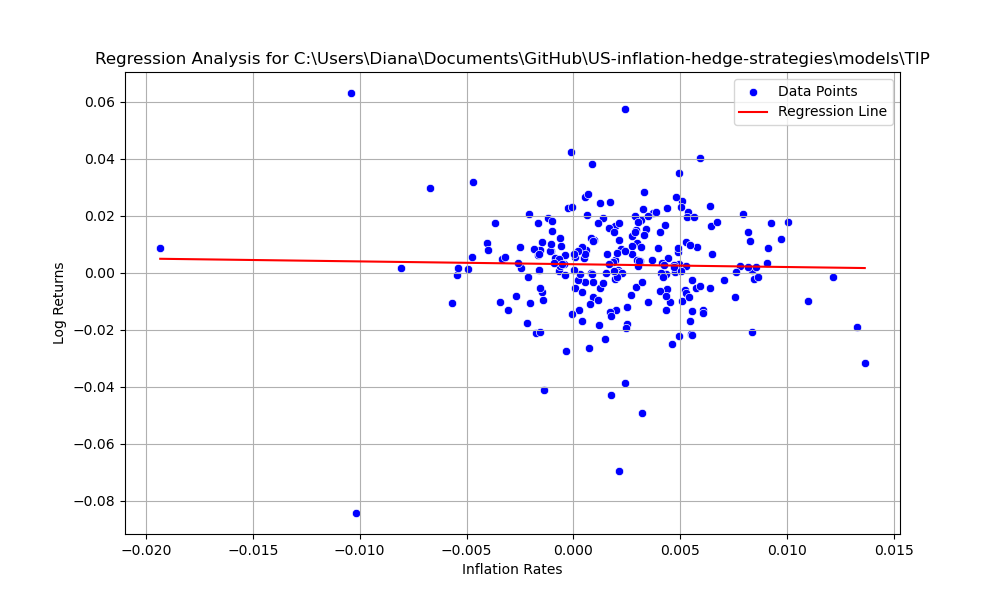 Regression Analysis for C:\Users\Diana\Documents\GitHub\US-inflation-hedge-strategies\models\TIP
Data Points
Regression Line
Log Returns
0.06
0.04
0.02
0.00
−0.02
−0.04
−0.06
−0.08
−0.020 −0.015 −0.010 −0.005 0.000 0.005 0.010 0.015
Inflation Rates